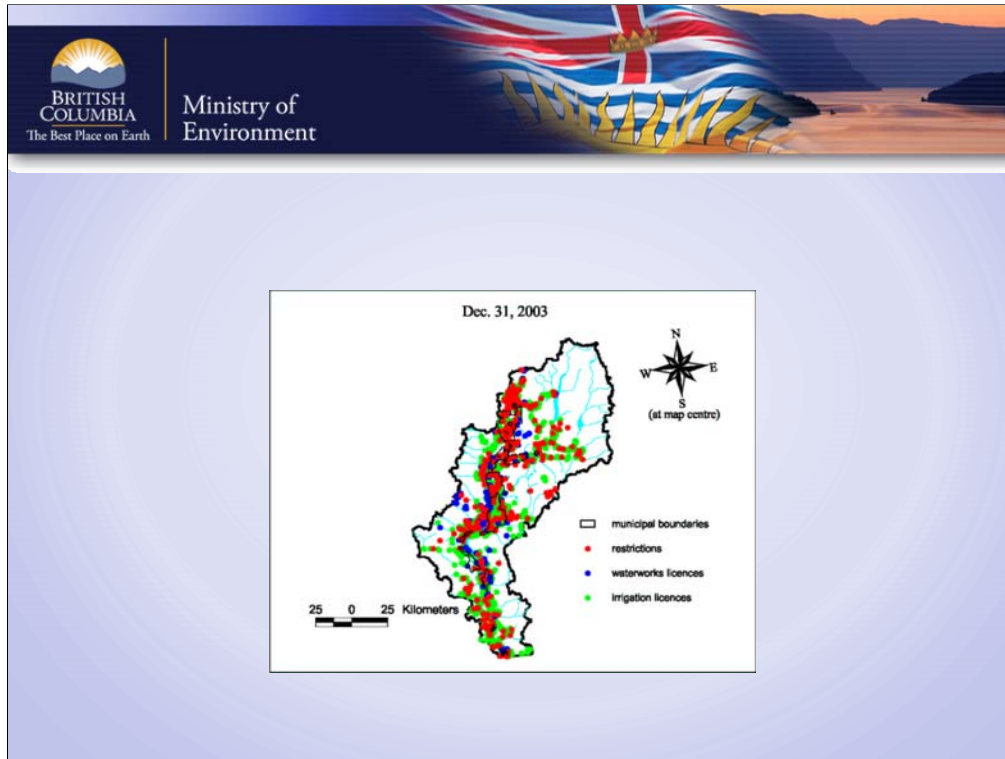 BRITISH
COLUMBIA
The Best Place on Earth
Ministry of
Environment
Dec. 31, 2003
N
W E
S
(at map centre)
municipal boundaries
restrictions
waterworks licences
irrigation licences
25 0 25 Kilometers